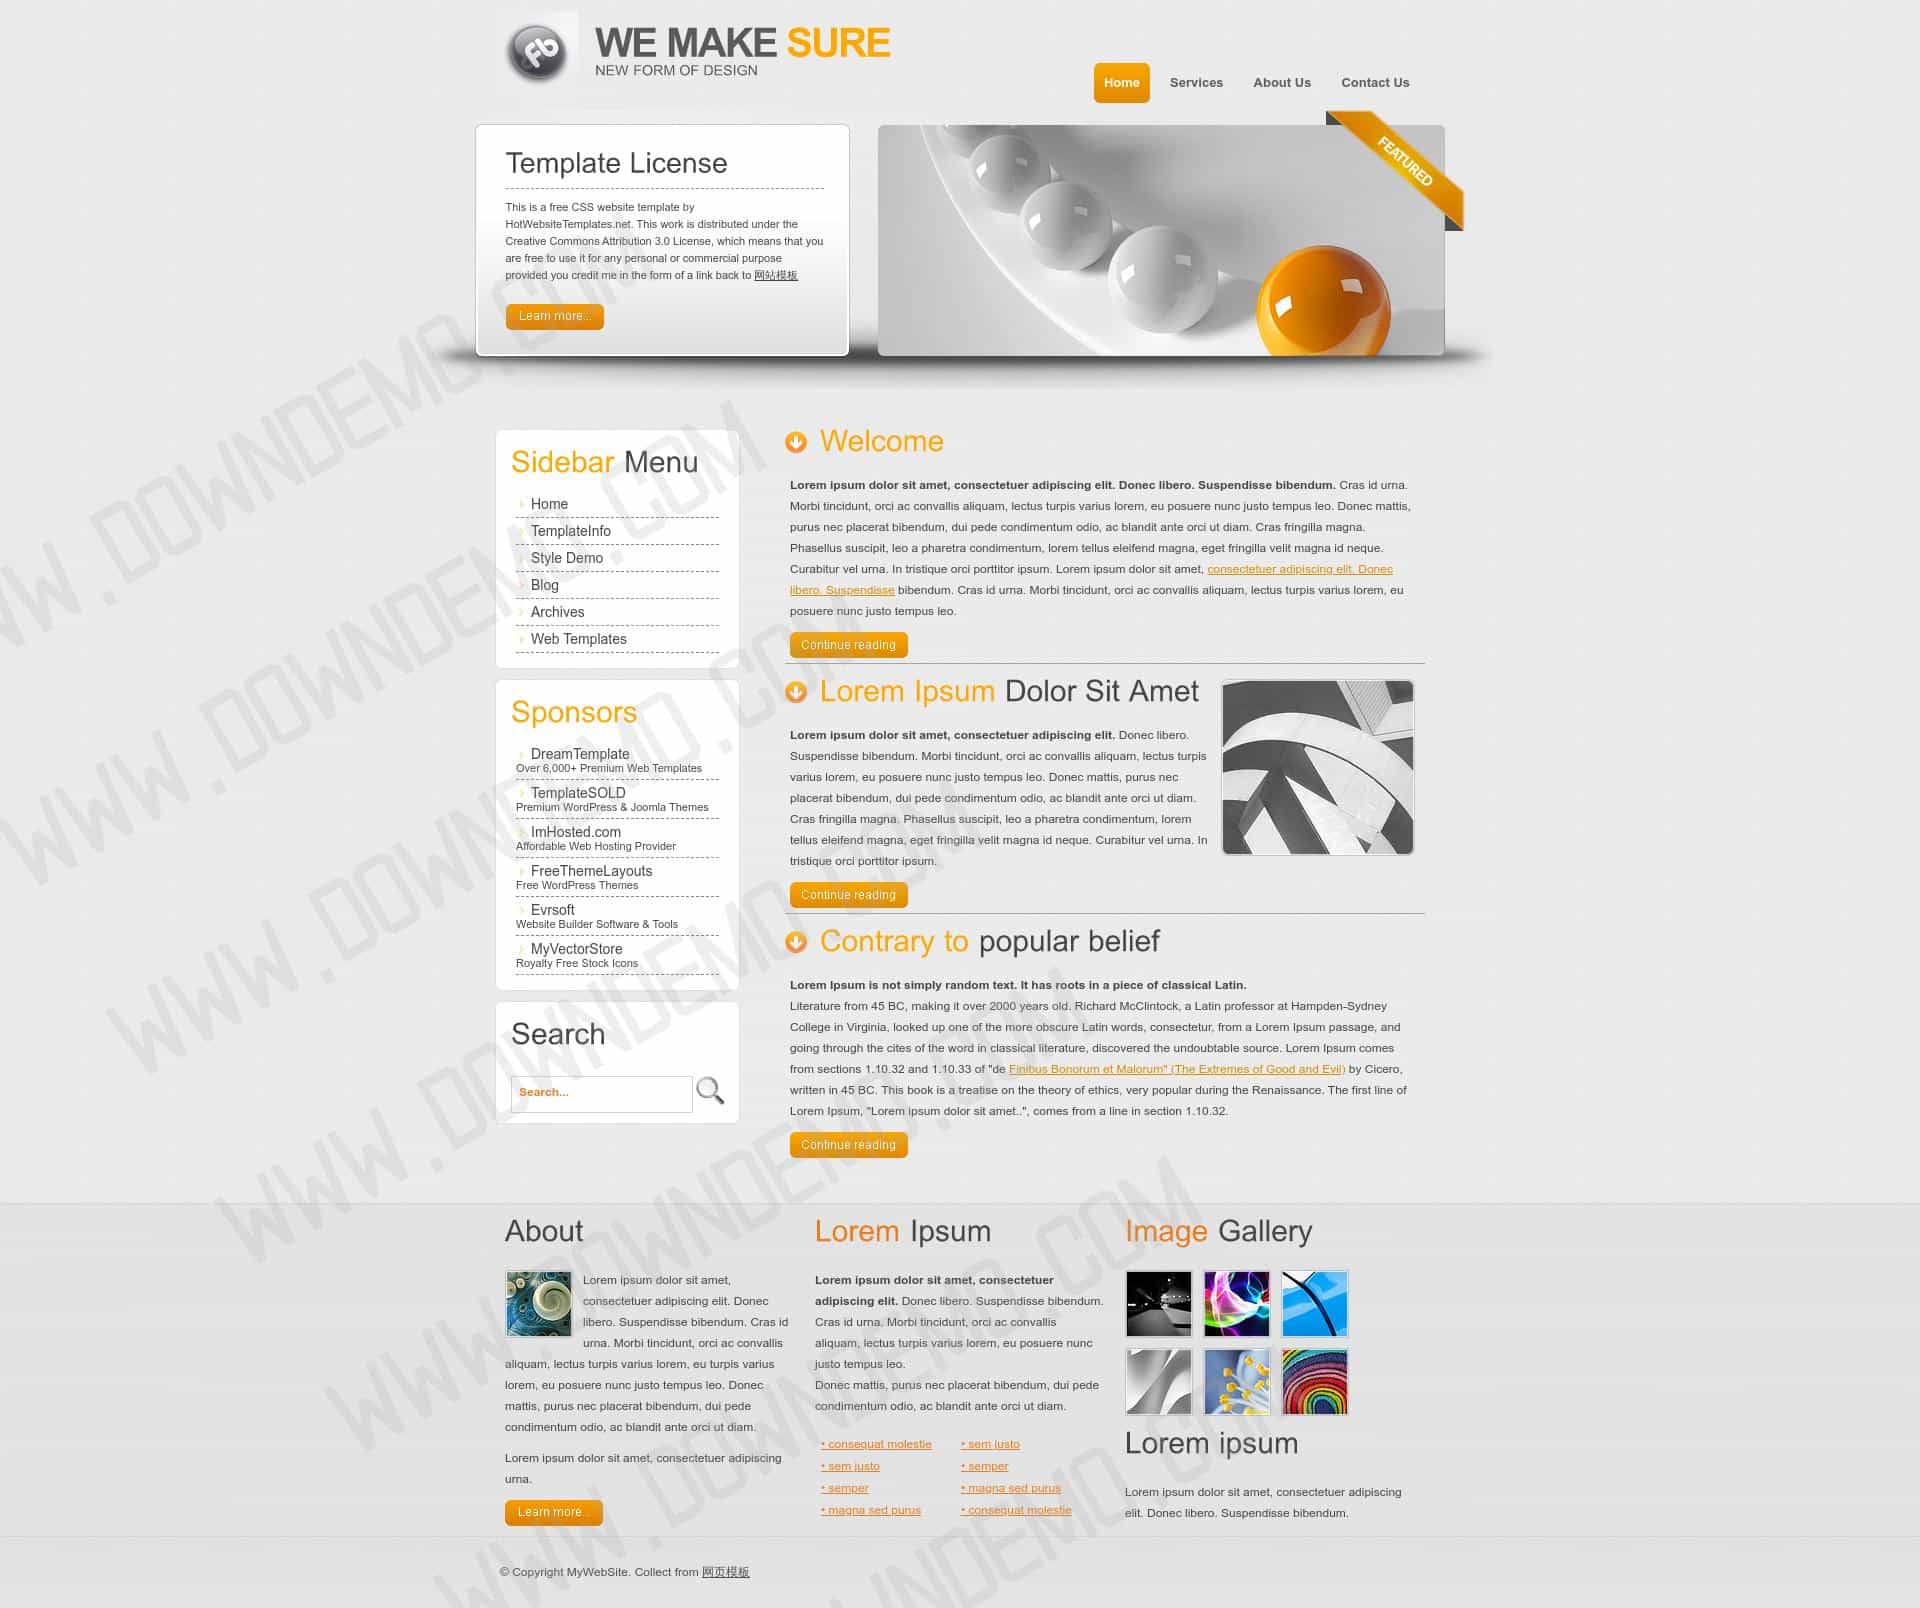 WE MAKE SURE
NEW FORM OF DESIGN
Home
Services
About Us
Contact Us
Template License
This is a free CSS website template by
HotWebsiteTemplates.net. This work is distributed under the
Creative Commons Attribution 3.0 License, which means that you
are free to use it for any personal or commercial purpose
provided you credit me in the form of a link back to 网站模板
Learn more...
FEATURED
Sidebar Menu
Home
TemplateInfo
Style Demo
Blog
Archives
Web Templates
Sponsors
DreamTemplate
Over 6,000+ Premium Web Templates
TemplateSOLD
Premium WordPress & Joomla Themes
ImHosted.com
Affordable Web Hosting Provider
FreeThemeLayouts
Free WordPress Themes
Evrsoft
Website Builder Software & Tools
MyVectorStore
Royalty Free Stock Icons
Search
Search...
Welcome
Lorem ipsum dolor sit amet, consectetuer adipiscing elit. Donec libero. Suspendisse bibendum. Cras id urna.
Morbi tincidunt, orci ac convallis aliquam, lectus turpis varius lorem, eu posuere nunc justo tempus leo. Donec mattis,
purus nec placerat bibendum, dui pede condimentum odio, ac blandit ante orci ut diam. Cras fringilla magna.
Phasellus suscipit, leo a pharetra condimentum, lorem tellus eleifend magna, eget fringilla velit magna id neque.
Curabitur vel urna. In tristique orci porttitor ipsum. Lorem ipsum dolor sit amet, consectetuer adipiscing elit. Donec
libero. Suspendisse bibendum. Cras id urna. Morbi tincidunt, orci ac convallis aliquam, lectus turpis varius lorem, eu
posuere nunc justo tempus leo.
Continue reading
Lorem Ipsum Dolor Sit Amet
Lorem ipsum dolor sit amet, consectetuer adipiscing elit. Donec libero.
Suspendisse bibendum. Morbi tincidunt, orci ac convallis aliquam, lectus turpis
varius lorem, eu posuere nunc justo tempus leo. Donec mattis, purus nec
placerat bibendum, dui pede condimentum odio, ac blandit ante orci ut diam.
Cras fringilla magna. Phasellus suscipit, leo a pharetra condimentum, lorem
tellus eleifend magna, eget fringilla velit magna id neque. Curabitur vel urna. In
tristique orci porttitor ipsum.
Continue reading
Contrary to popular belief
Lorem Ipsum is not simply random text. It has roots in a piece of classical Latin.
Literature from 45 BC, making it over 2000 years old. Richard McClintock, a Latin professor at Hampden-Sydney
College in Virginia, looked up one of the more obscure Latin words, consectetur, from a Lorem Ipsum passage, and
going through the cites of the word in classical literature, discovered the undoubtable source. Lorem Ipsum comes
from sections 1.10.32 and 1.10.33 of "de Finibus Bonorum et Malorum" (The Extremes of Good and Evil) by Cicero,
written in 45 BC. This book is a treatise on the theory of ethics, very popular during the Renaissance. The first line of
Lorem Ipsum, "Lorem ipsum dolor sit amet..", comes from a line in section 1.10.32.
Continue reading
About
Lorem ipsum dolor sit amet,
consectetuer adipiscing elit. Donec
libero. Suspendisse bibendum. Cras id
urna. Morbi tincidunt, orci ac convallis
aliquam, lectus turpis varius lorem, eu turpis varius
lorem, eu posuere nunc justo tempus leo. Donec
mattis, purus nec placerat bibendum, dui pede
condimentum odio, ac blandit ante orci ut diam.
Lorem ipsum dolor sit amet, consectetuer adipiscing
urna.
Learn more...
Lorem Ipsum
Lorem ipsum dolor sit amet, consectetuer
adipiscing elit. Donec libero. Suspendisse bibendum.
Cras id urna. Morbi tincidunt, orci ac convallis
aliquam, lectus turpis varius lorem, eu posuere nunc
justo tempus leo.
Donec mattis, purus nec placerat bibendum, dui pede
condimentum odio, ac blandit ante orci ut diam.
• consequat molestie
• sem justo
• semper
• magna sed purus
• sem justo
• semper
• magna sed purus
• consequat molestie
Image Gallery
Lorem ipsum
Lorem ipsum dolor sit amet, consectetuer adipiscing
elit. Donec libero. Suspendisse bibendum.
© Copyright MyWebSite. Collect from 网页模板
WWW.DOWNDEMO.COM
WWW.DOWNDEMO.COM
WWW.DOWNDEMO.COM
WWW.DOWNDEMO.COM
WWW.DOWNDEMO.COM
WWW.DOWNDEMO.COM
WWW.DOWNDEMO.COM